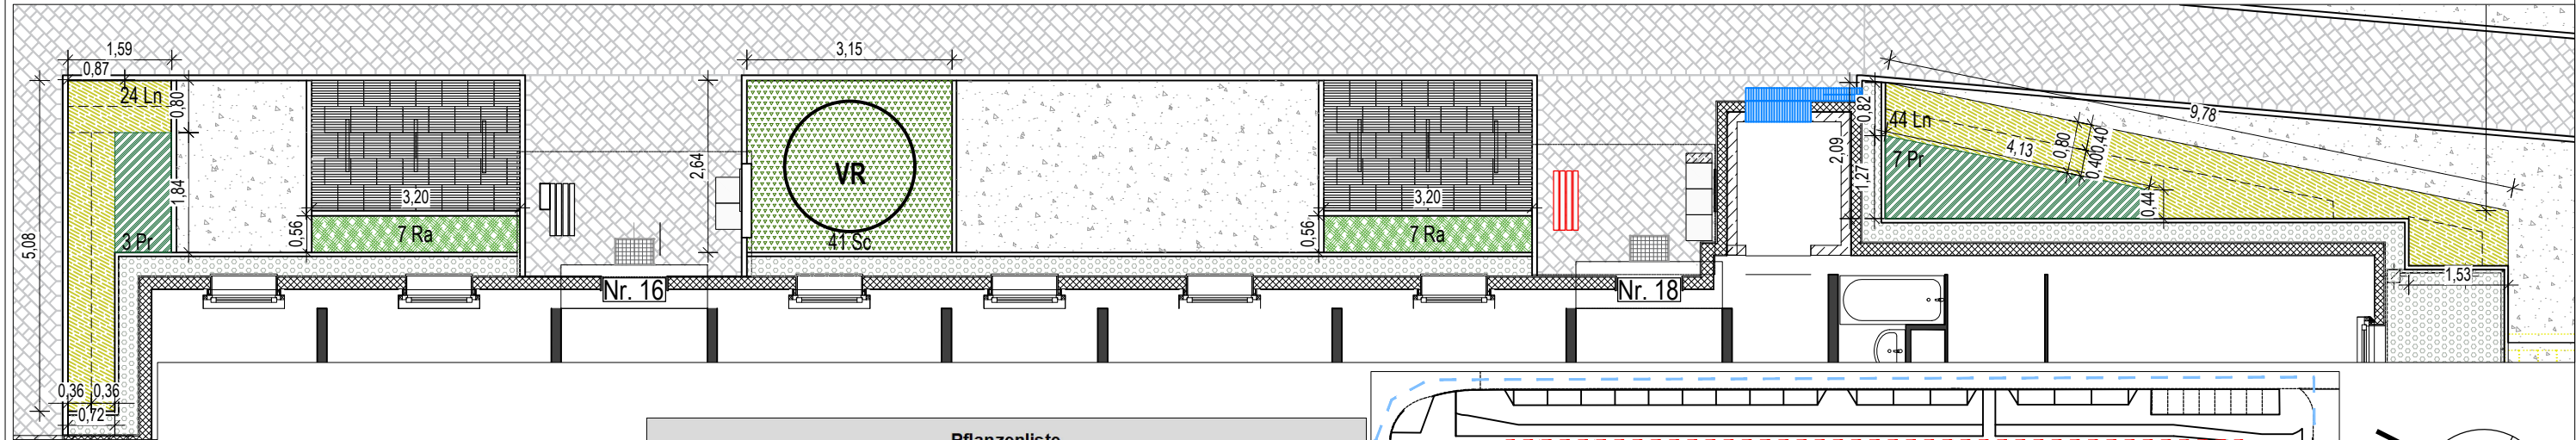 1,59
0,87
24 Ln
0,80
1,84
5,08
3 Pr
0,36
0,36
0,72
3,20
0,56
7 Ra
Nr. 16
2,64
3,15
VR
41 Sc
3,20
0,56
7 Ra
Nr. 18
2,09
0,82
1,27
44 Ln
7 Pr
4,13
0,80
0,40
0,40
0,44
9,78
1,53
Pflanzenliste